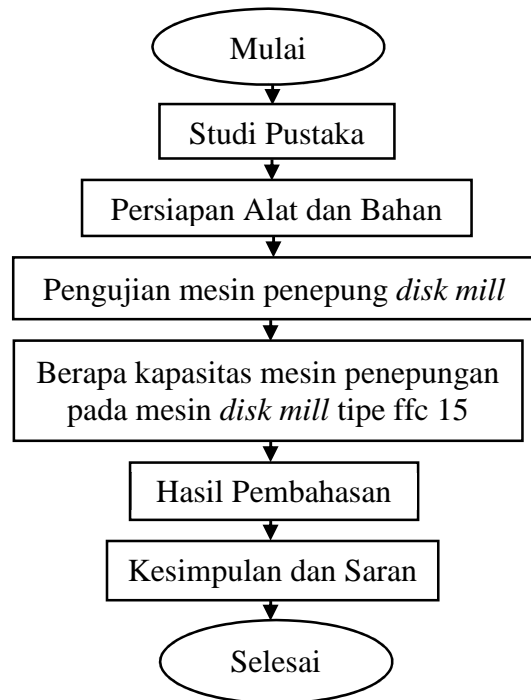 Mulai
Studi Pustaka
Persiapan Alat dan Bahan
Pengujian mesin penepung disk mill
Berapa kapasitas mesin penepungan
pada mesin disk mill tipe ffc 15
Hasil Pembahasan
Kesimpulan dan Saran
Selesai